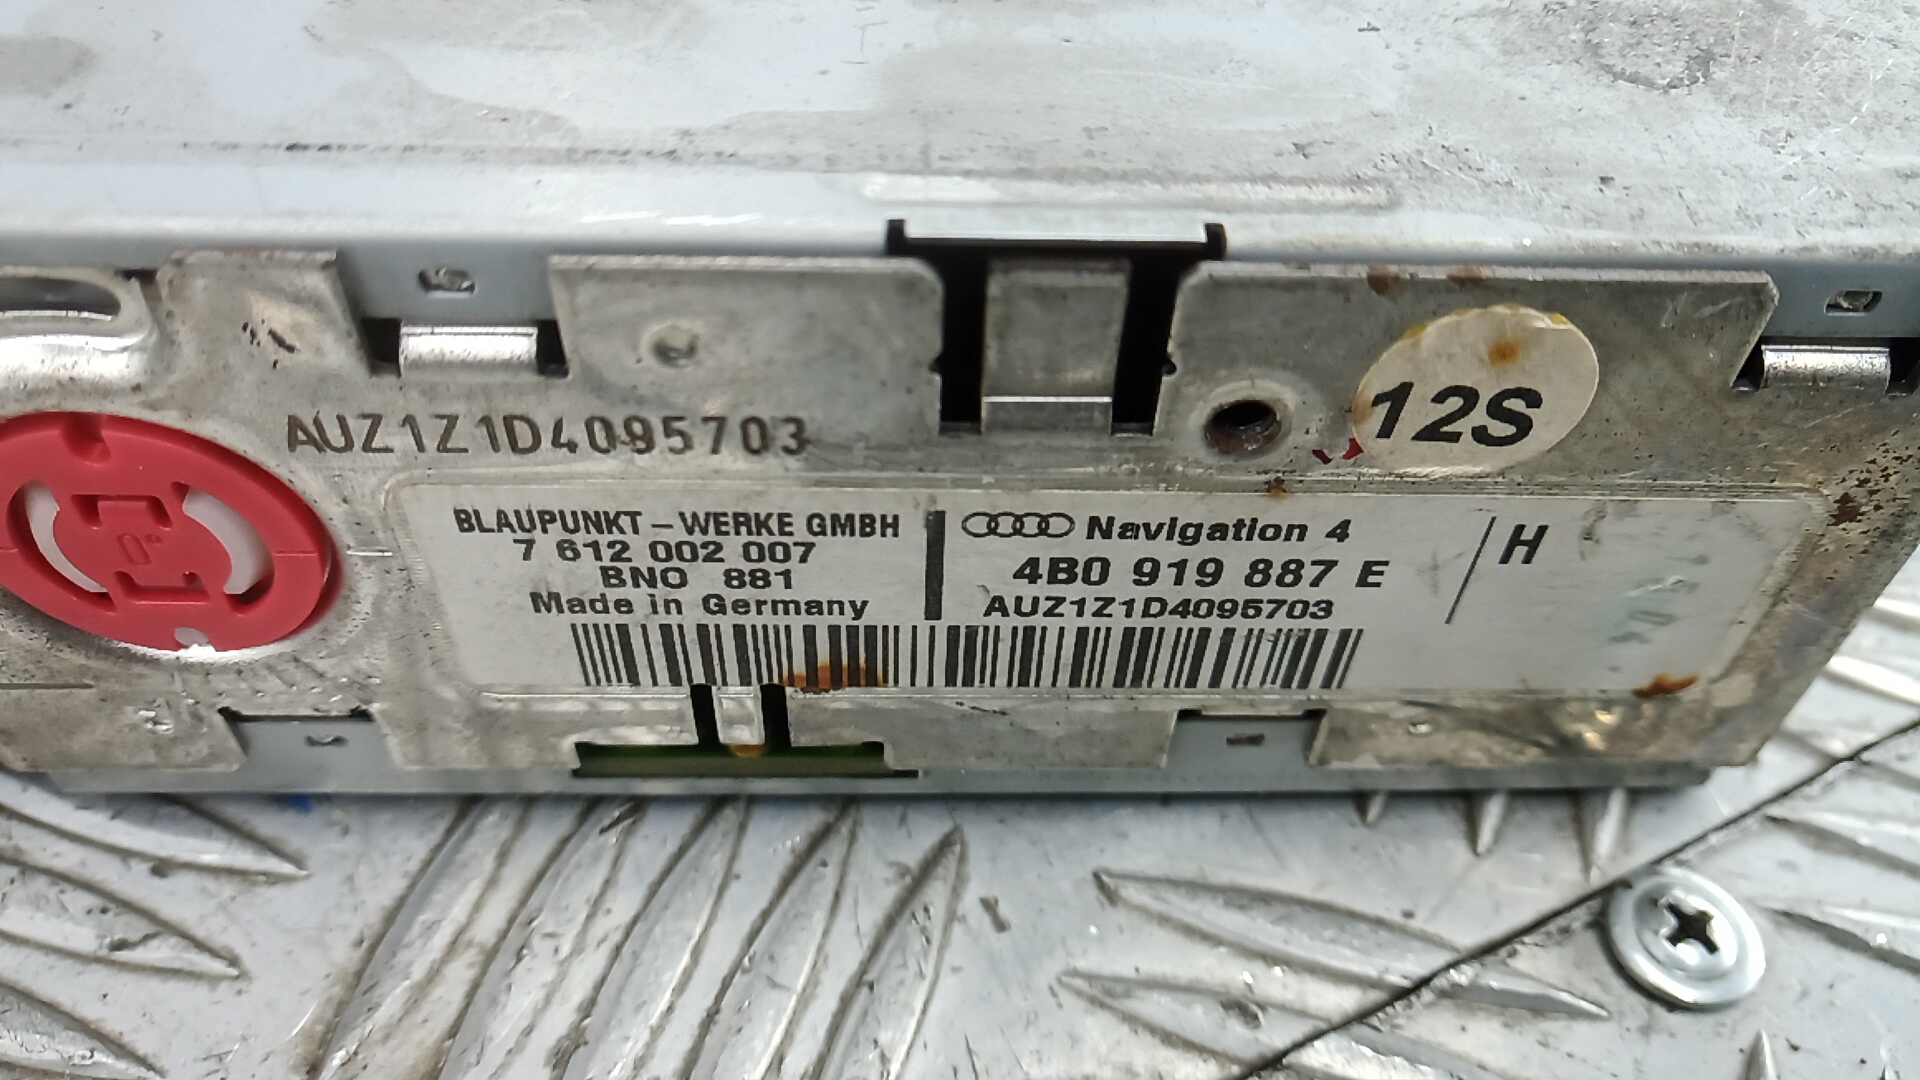 12S
AUZ1Z1D4095703
BLAUPUNKT - WERKE GMBH
7 612 002 007
BNO 881
Made in Germany
Navigation 4
4B0 919 887 E
AUZ1Z1D4095703
H
0°